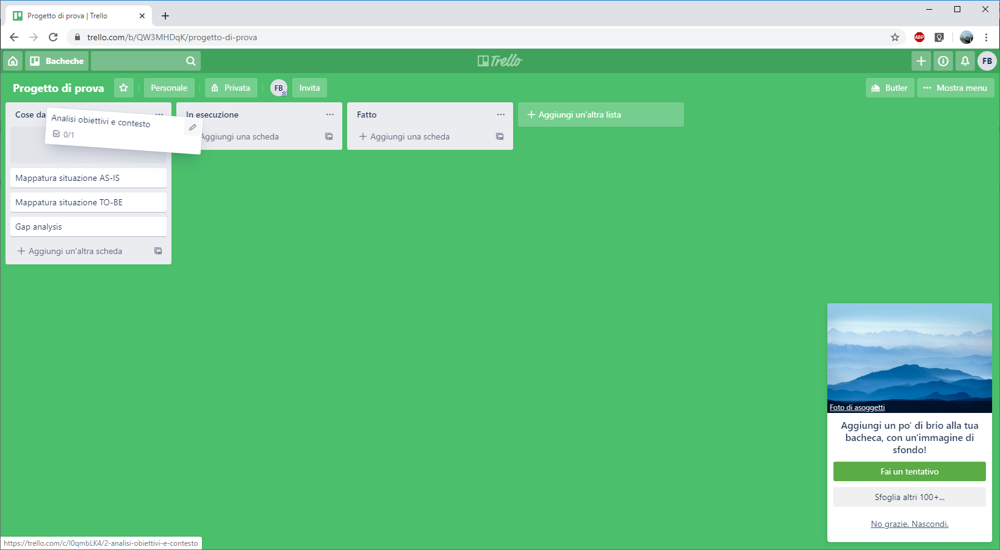 Progetto di prova | Trello
trello.com/b/QW3MHDqK/progetto-di-prova
ABP
Bacheche
Trello
FB
Progetto di prova
Personale
Privata
FB
Invita
Butler
Mostra menu
Cose da
Analisi obiettivi e contesto
0/1
Mappatura situazione AS-IS
Mappatura situazione TO-BE
Gap analysis
Aggiungi un'altra scheda
In esecuzione
Aggiungi una scheda
Fatto
Aggiungi una scheda
Aggiungi un'altra lista
Foto di asoggetti
Aggiungi un po’ di brio alla tua
bacheca, con un'immagine di
sfondo!
Fai un tentativo
Sfoglia altri 100+...
No grazie. Nascondi.
https://trello.com/c/I0qmbLK4/2-analisi-obiettivi-e-contesto